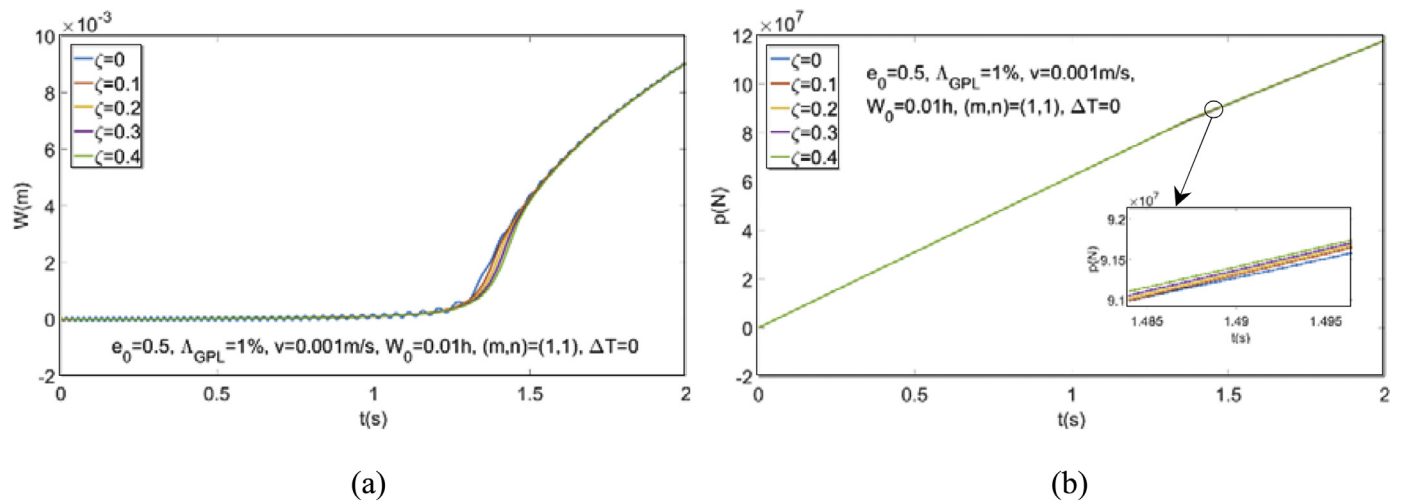 ×10⁻³
10
8
6
4
2
0
-2
W(m)
ζ=0
ζ=0.1
ζ=0.2
ζ=0.3
ζ=0.4
e₀=0.5, Λ_GPL=1%, v=0.001m/s, W₀=0.01h, (m,n)=(1,1), ΔT=0
0 0.5 1 1.5 2
t(s)
(a)
×10⁷
12
10
8
6
4
2
0
-2
p(N)
ζ=0
ζ=0.1
ζ=0.2
ζ=0.3
ζ=0.4
e₀=0.5, Λ_GPL=1%, v=0.001m/s,
W₀=0.01h, (m,n)=(1,1), ΔT=0
×10⁷
9.2
9.15
9.1
p(N)
1.485 1.49 1.495
t(s)
0 0.5 1 1.5 2
t(s)
(b)